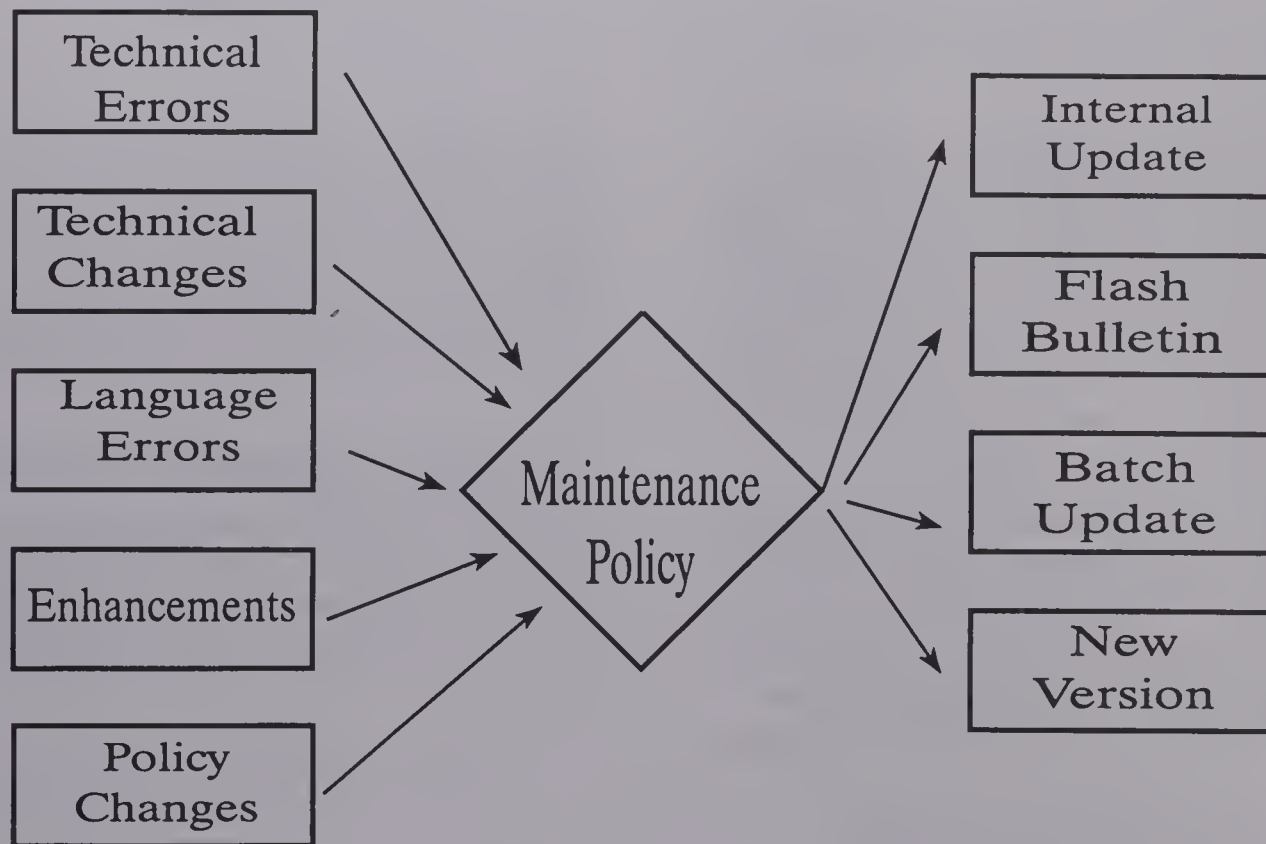 Technical
Errors
Technical
Changes
Language
Errors
Enhancements
Policy
Changes
Maintenance
Policy
Internal
Update
Flash
Bulletin
Batch
Update
New
Version